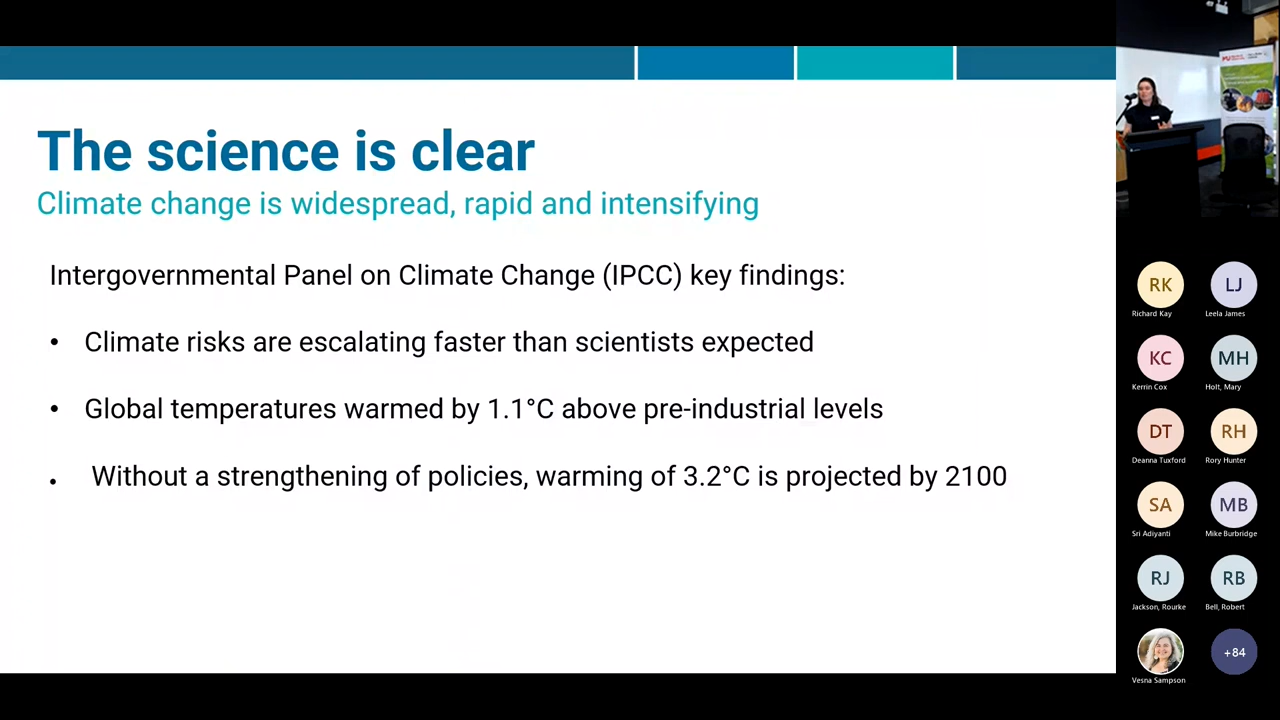 The science is clear
Climate change is widespread, rapid and intensifying
Intergovernmental Panel on Climate Change (IPCC) key findings:
• Climate risks are escalating faster than scientists expected
• Global temperatures warmed by 1.1°C above pre-industrial levels
• Without a strengthening of policies, warming of 3.2°C is projected by 2100
RK
LJ
Richard Kay
Leela James
KC
MH
Kerrin Cox
Holt, Mary
DT
RH
Deanna Tuxford
Rory Hunter
SA
MB
Sri Adiyanti
Mike Burbridge
RJ
RB
Jackson, Rourke
Bell, Robert
+84
Vesna Sampson